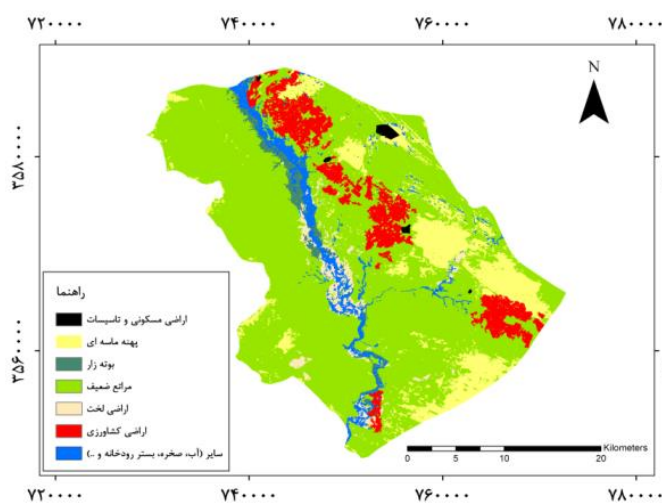 ۷۲۰۰۰۰ ۷۴۰۰۰۰ ۷۶۰۰۰۰ ۷۸۰۰۰۰
N
۳۵۸۰۰۰۰
۳۵۸۰۰۰۰
۳۵۶۰۰۰۰
۳۵۶۰۰۰۰
راهنما
اراضی مسکونی و تاسیسات
پهنه ماسه ای
بوته زار
مراتع ضعیف
اراضی لخت
اراضی کشاورزی
سایر (آب، صخره، بستر رودخانه و ..)
Kilometers
0 5 10 20
۷۲۰۰۰۰ ۷۴۰۰۰۰ ۷۶۰۰۰۰ ۷۸۰۰۰۰